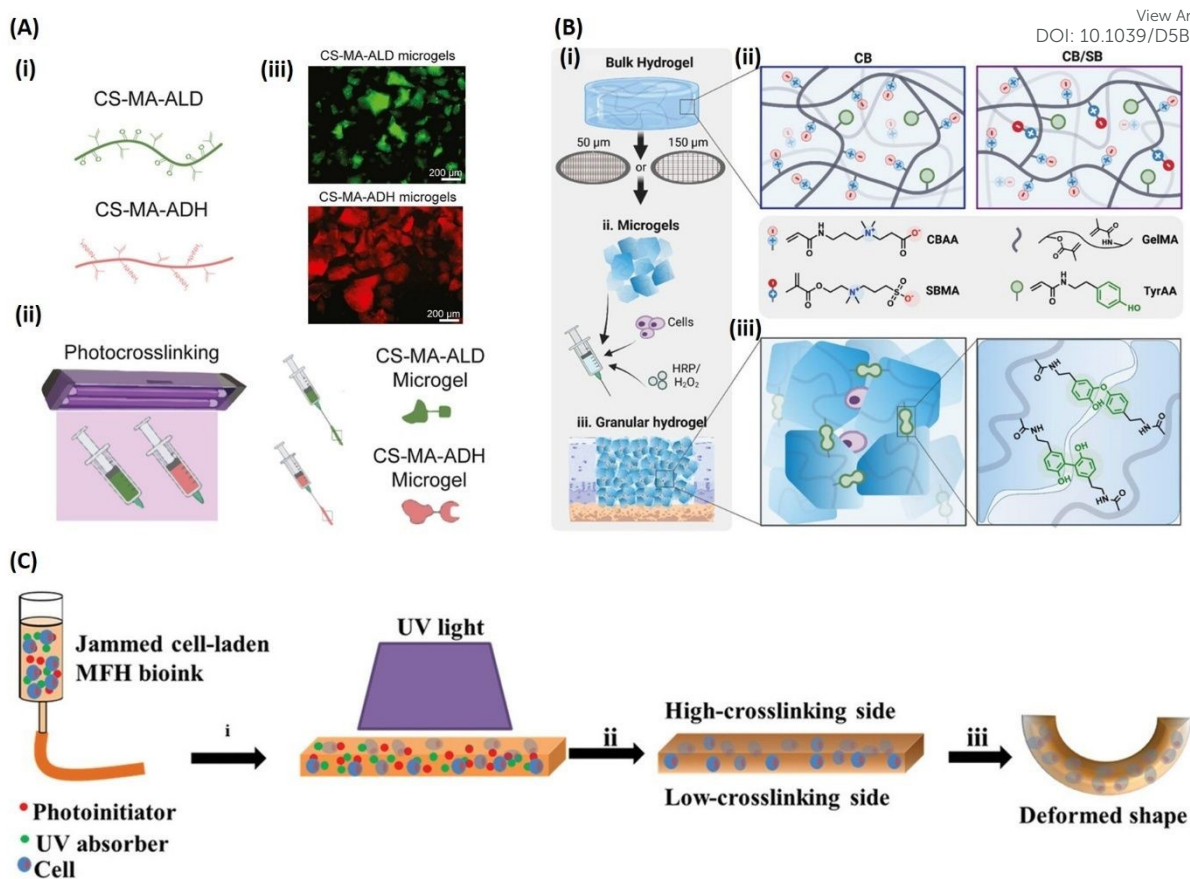 View Ar
DOI: 10.1039/D5B
(A)
(i)
CS-MA-ALD
CS-MA-ADH
(iii)
CS-MA-ALD microgels
200 µm
CS-MA-ADH microgels
200 µm
(ii)
Photocrosslinking
CS-MA-ALD
Microgel
CS-MA-ADH
Microgel
(B)
(i)
Bulk Hydrogel
50 µm
or
150 µm
ii. Microgels
Cells
HRP/
H₂O₂
iii. Granular hydrogel
(ii)
CB
CB/SB
CBAA
GelMA
SBMA
TyrAA
(iii)
(C)
Jammed cell-laden
MFH bioink
Photoinitiator
UV absorber
Cell
i
UV light
ii
High-crosslinking side
Low-crosslinking side
iii
Deformed shape